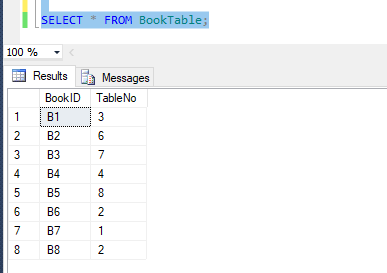 SELECT * FROM BookTable;
100 %
Results Messages
BookID TableNo
1 B1 3
2 B2 6
3 B3 7
4 B4 4
5 B5 8
6 B6 2
7 B7 1
8 B8 2